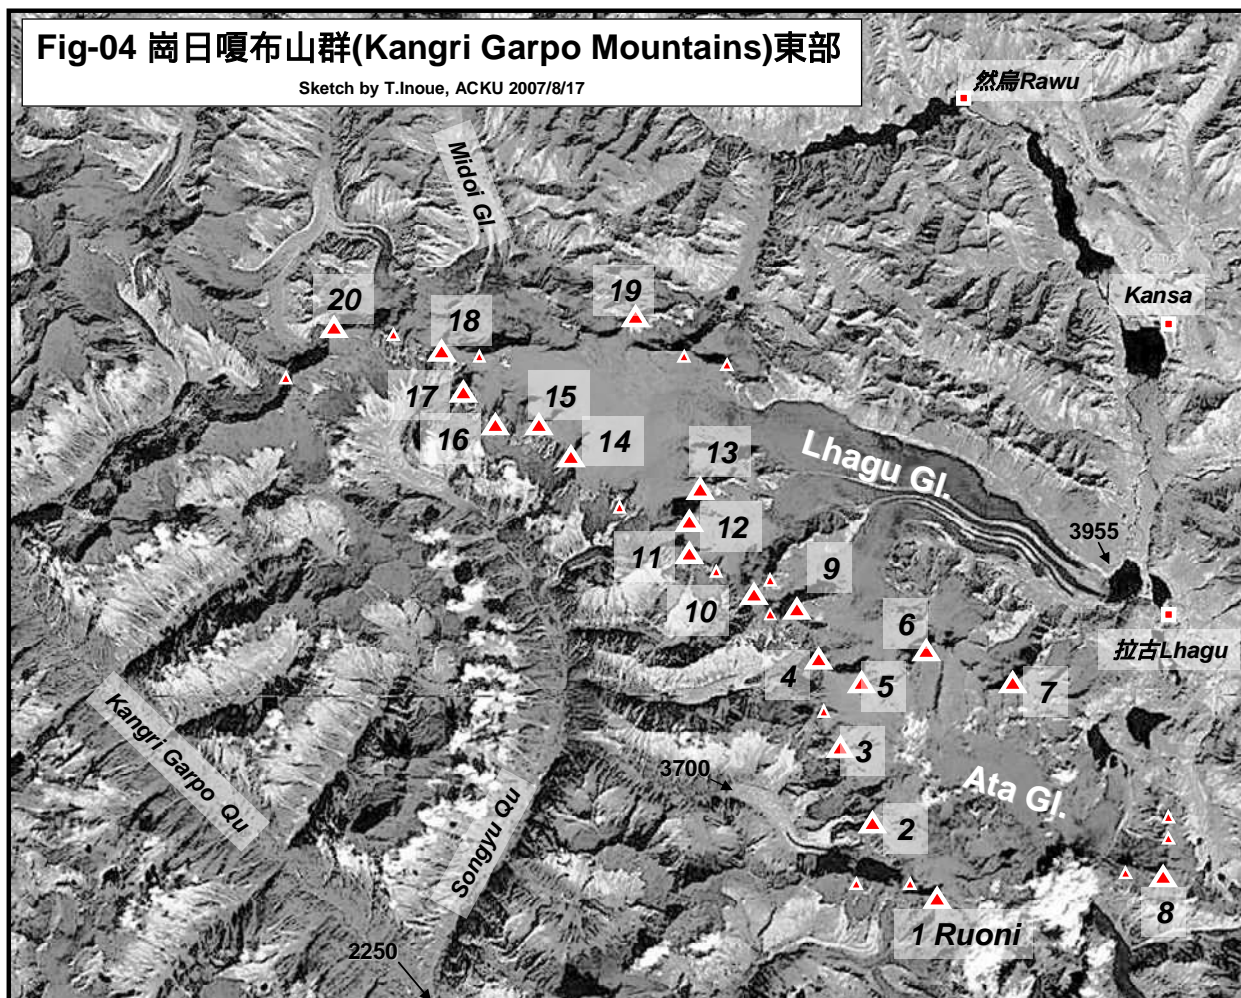 Fig-04 崗日嗄布山群(Kangri Garpo Mountains)東部
Sketch by T.Inoue, ACKU 2007/8/17
然烏Rawu
Midoi Gl.
Kansa
20
19
18
17
15
16
14
Lhagu Gl.
13
12
3955
11
9
10
6
拉古Lhagu
4
5
7
Kangri Garpo Qu
3
3700
Ata Gl.
Songyu Qu
2
8
1 Ruoni
2250